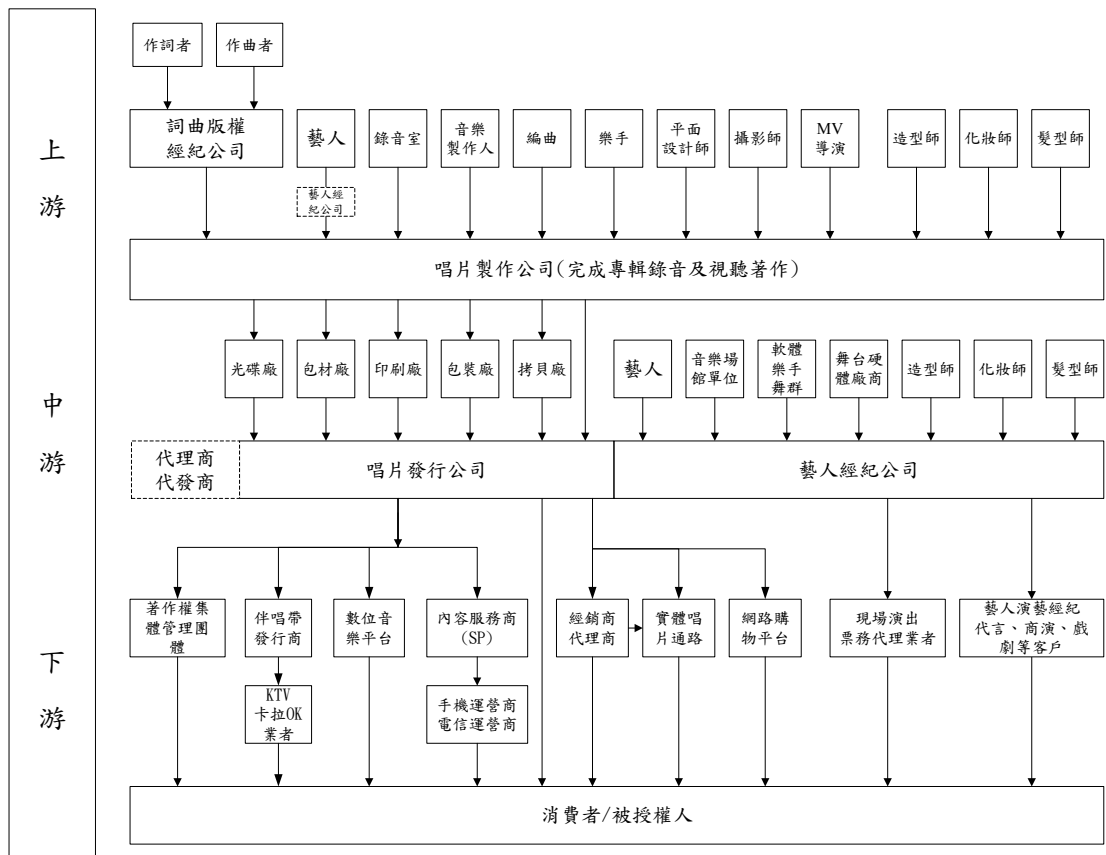 上
游
中
游
下
游
作詞者
作曲者
詞曲版權
經紀公司
藝人
錄音室
音樂
製作人
編曲
樂手
平面
設計師
攝影師
MV
導演
造型師
化妝師
髮型師
藝人經
紀公司
唱片製作公司(完成專輯錄音及視聽著作)
光碟廠
包材廠
印刷廠
包裝廠
拷貝廠
藝人
音樂場
館單位
軟體
樂手
舞群
舞台硬
體廠商
造型師
化妝師
髮型師
代理商
代發商
唱片發行公司
藝人經紀公司
著作權集
體管理團
體
伴唱帶
發行商
數位音
樂平台
內容服務商
(SP)
經銷商
代理商
實體唱
片通路
網路購
物平台
現場演出
票務代理業者
藝人演藝經紀
代言、商演、戲
劇等客戶
KTV
卡拉OK
業者
手機運營商
電信運營商
消費者/被授權人